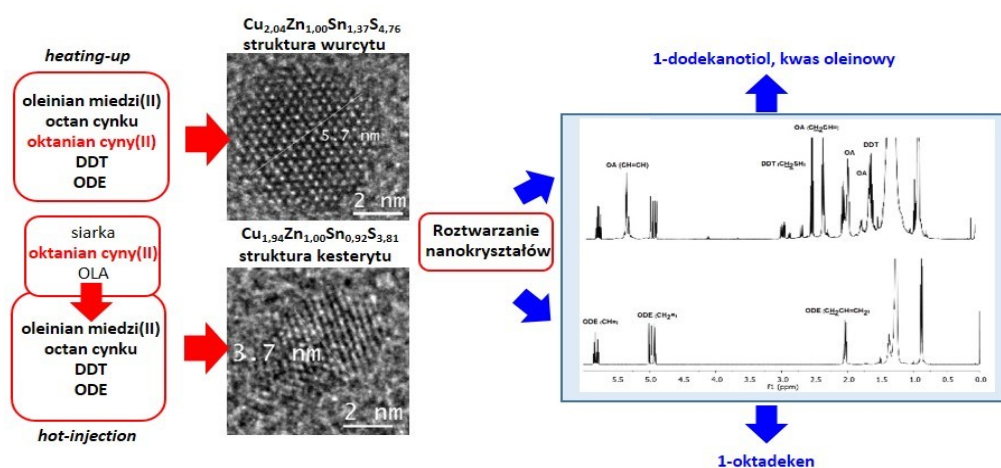 heating-up
oleinian miedzi(II)
octan cynku
oktanian cyny(II)
DDT
ODE
siarka
oktanian cyny(II)
OLA
oleinian miedzi(II)
octan cynku
DDT
ODE
hot-injection
Cu2,04Zn1,00Sn1,37S4,76
struktura wurcytu
5.7 nm
2 nm
Cu1,94Zn1,00Sn0,92S3,81
struktura kesterytu
3.7 nm
2 nm
Roztwarzanie
nanokryształów
1-dodekanotiol, kwas oleinowy
OA (CH=CH)
DDT (CH2SH)
OA (CH2CH=)
OA
OA
DDT
ODE (CH=)
ODE (CH2=)
ODE (CH2CH=CH2)
5.5 5.0 4.5 4.0 3.5 3.0 2.5 2.0 1.5 1.0 0.5 0.0
F1 (ppm)
1-oktadeken